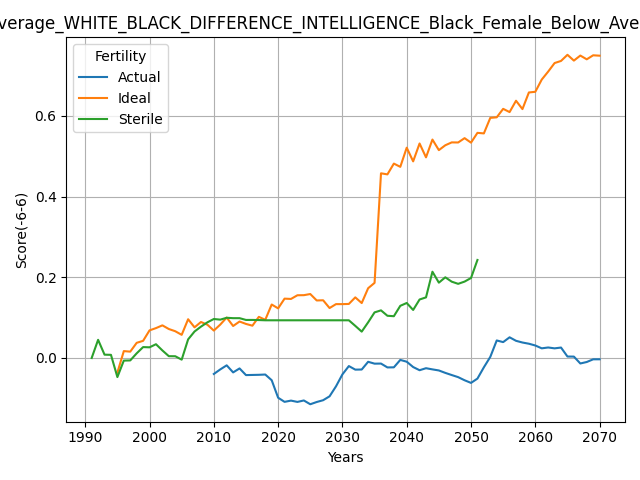 verage_WHITE_BLACK_DIFFERENCE_INTELLIGENCE_Black_Female_Below_Ave
Fertility
Actual
Ideal
Sterile
Score(-6-6)
0.6
0.4
0.2
0.0
1990 2000 2010 2020 2030 2040 2050 2060 2070
Years